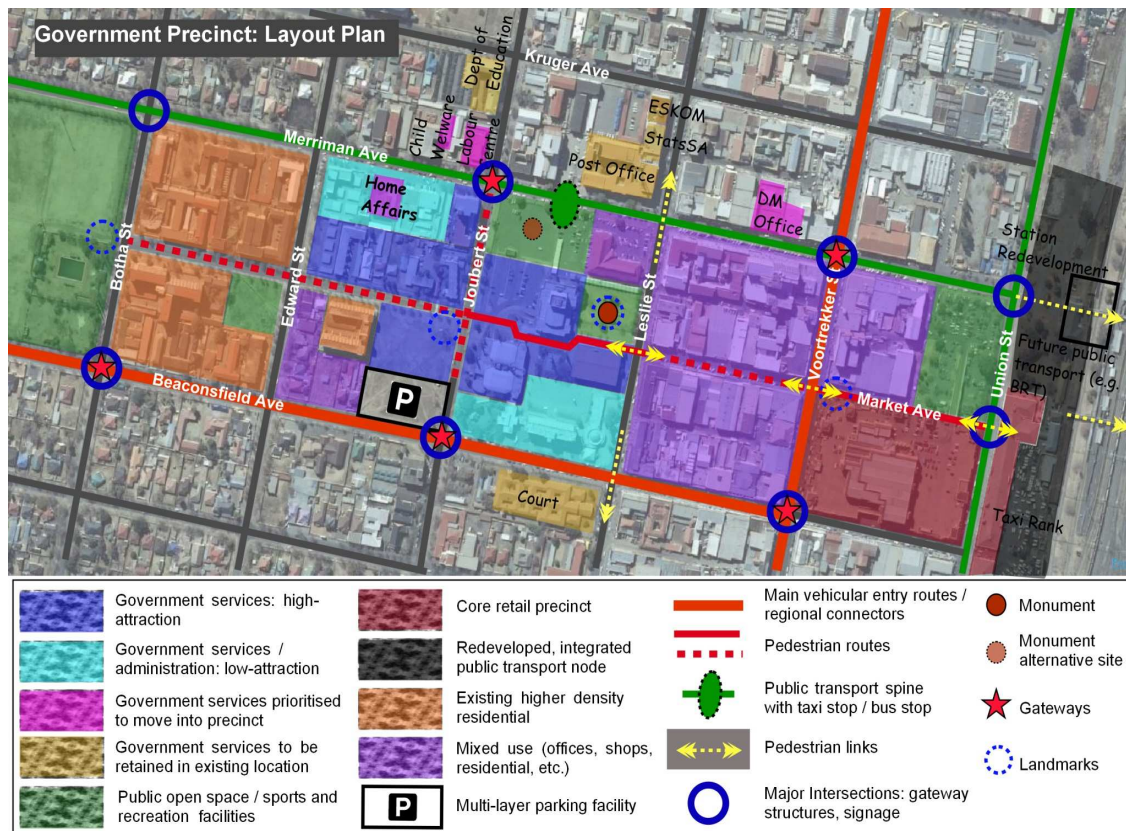 Government Precinct: Layout Plan
Kruger Ave
Dept of
Education
Child
Welware
Labour
Centre
ESKOM
StatsSA
Post Office
Merriman Ave
Home
Affairs
DM
Office
Station
Redevelopment
Botha St
Edward St
Joubert St
Leslie St
Voortrekker St
Union St
Future public
transport (e.g.
BRT)
Market Ave
Beaconsfield Ave
P
Court
Taxi Rank
Government services: high-
attraction
Government services /
administration: low-attraction
Government services prioritised
to move into precinct
Government services to be
retained in existing location
Public open space / sports and
recreation facilities
Core retail precinct
Redeveloped, integrated
public transport node
Existing higher density
residential
Mixed use (offices, shops,
residential, etc.)
P
Multi-layer parking facility
Main vehicular entry routes /
regional connectors
Pedestrian routes
Public transport spine
with taxi stop / bus stop
Pedestrian links
Major Intersections: gateway
structures, signage
Monument
Monument
alternative site
Gateways
Landmarks